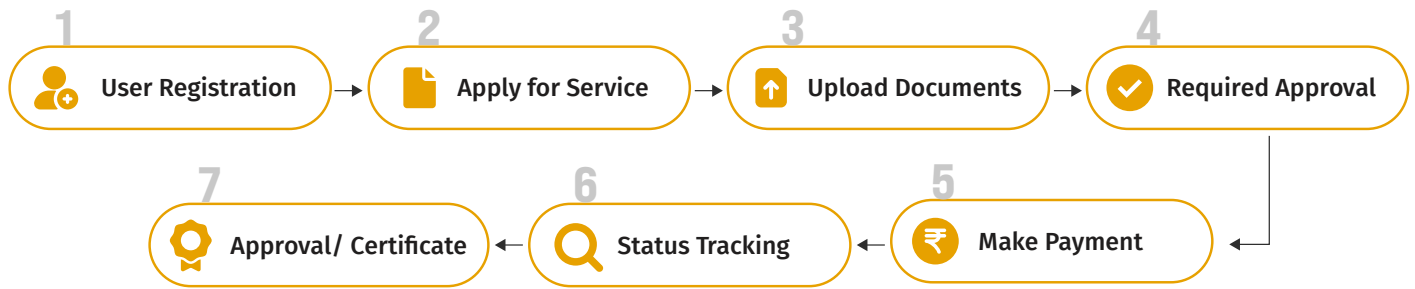 1
User Registration
2
Apply for Service
3
Upload Documents
4
Required Approval
5
₹
Make Payment
6
Status Tracking
7
Approval/ Certificate